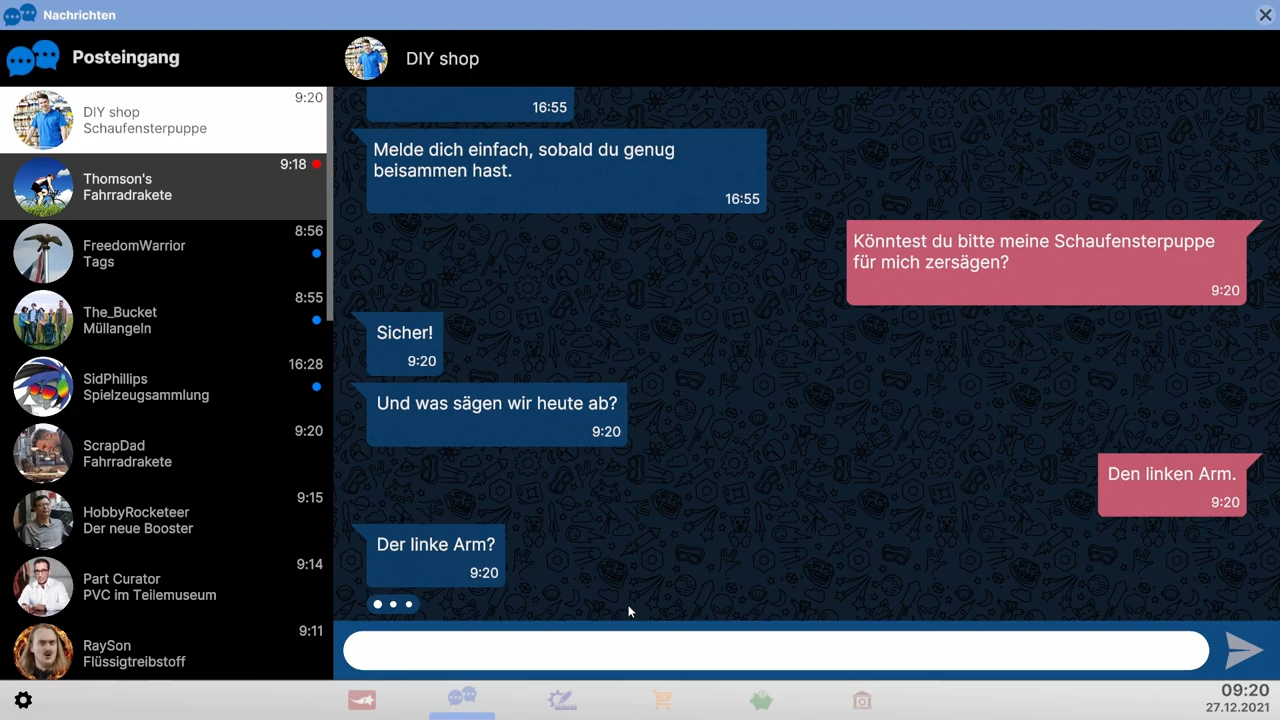 Nachrichten
Posteingang
DIY shop
9:20
DIY shop
Schaufensterpuppe
9:18
Thomson's
Fahrradrakete
8:56
FreedomWarrior
Tags
8:55
The_Bucket
Müllangeln
16:28
SidPhillips
Spielzeugsammlung
9:20
ScrapDad
Fahrradrakete
9:15
HobbyRocketeer
Der neue Booster
9:14
Part Curator
PVC im Teilemuseum
9:11
RaySon
Flüssigtreibstoff
16:55
Melde dich einfach, sobald du genug
beisammen hast.
16:55
Könntest du bitte meine Schaufensterpuppe
für mich zersägen?
9:20
Sicher!
9:20
Und was sägen wir heute ab?
9:20
Den linken Arm.
9:20
Der linke Arm?
9:20
09:20
27.12.2021